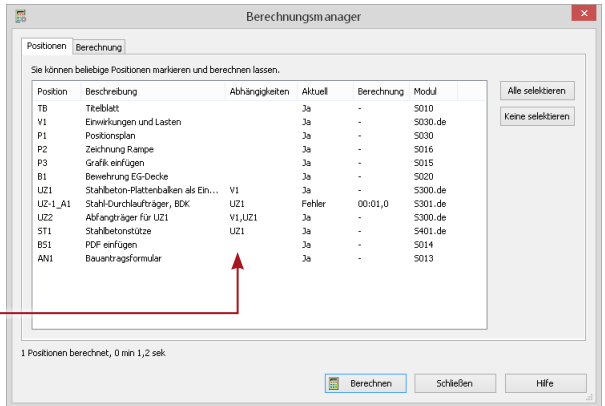 Berechnungsmanager
Positionen Berechnung
Sie können beliebige Positionen markieren und berechnen lassen.
Position Beschreibung Abhängigkeiten Aktuell Berechnung Modul
TB Titelblatt Ja - S010
V1 Einwirkungen und Lasten Ja - S030.de
P1 Positionsplan Ja - S030
P2 Zeichnung Rampe Ja - S016
P3 Grafik einfügen Ja - S015
B1 Bewehrung EG-Decke Ja - S020
UZ1 Stahlbeton-Plattenbalken als Ein... V1 Ja - S300.de
UZ-1_A1 Stahl-Durchlaufträger, BDK UZ1 Fehler 00:01,0 S301.de
UZ2 Abfangträger für UZ1 V1,UZ1 Ja - S300.de
ST1 Stahlbetonstütze UZ1 Ja - S401.de
BS1 PDF einfügen Ja - S014
AN1 Bauantragsformular Ja - S013
Alle selektieren
Keine selektieren
1 Positionen berechnet, 0 min 1,2 sek
Berechnen Schließen Hilfe